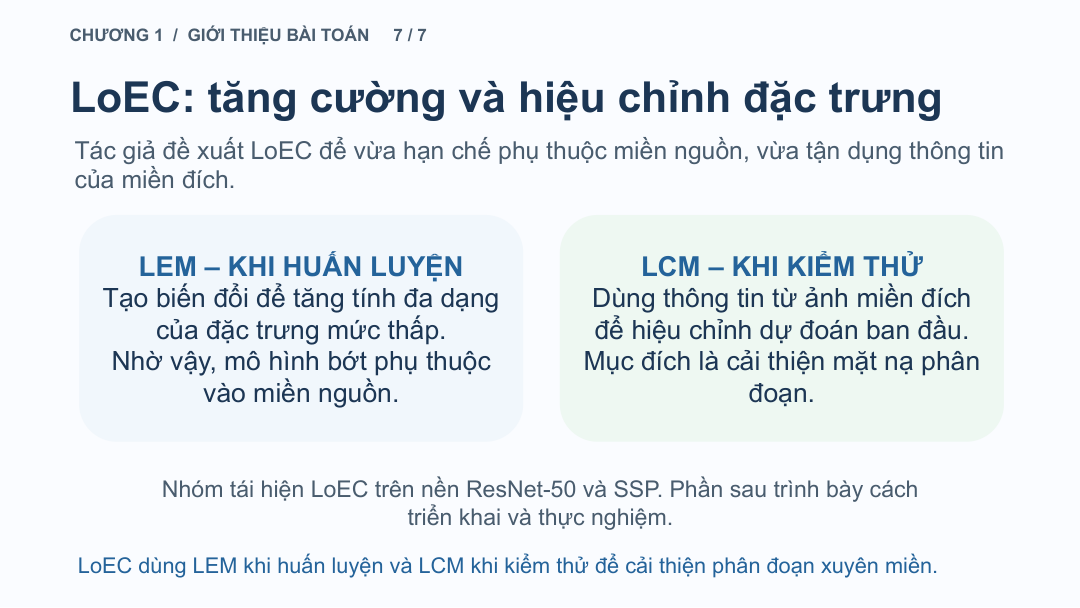 CHƯƠNG 1 / GIỚI THIỆU BÀI TOÁN 7 / 7
LoEC: tăng cường và hiệu chỉnh đặc trưng
Tác giả đề xuất LoEC để vừa hạn chế phụ thuộc miền nguồn, vừa tận dụng thông tin
của miền đích.
LEM – KHI HUẤN LUYỆN
Tạo biến đổi để tăng tính đa dạng
của đặc trưng mức thấp.
Nhờ vậy, mô hình bớt phụ thuộc
vào miền nguồn.
LCM – KHI KIỂM THỬ
Dùng thông tin từ ảnh miền đích
để hiệu chỉnh dự đoán ban đầu.
Mục đích là cải thiện mặt nạ phân
đoạn.
Nhóm tái hiện LoEC trên nền ResNet-50 và SSP. Phần sau trình bày cách
triển khai và thực nghiệm.
LoEC dùng LEM khi huấn luyện và LCM khi kiểm thử để cải thiện phân đoạn xuyên miền.